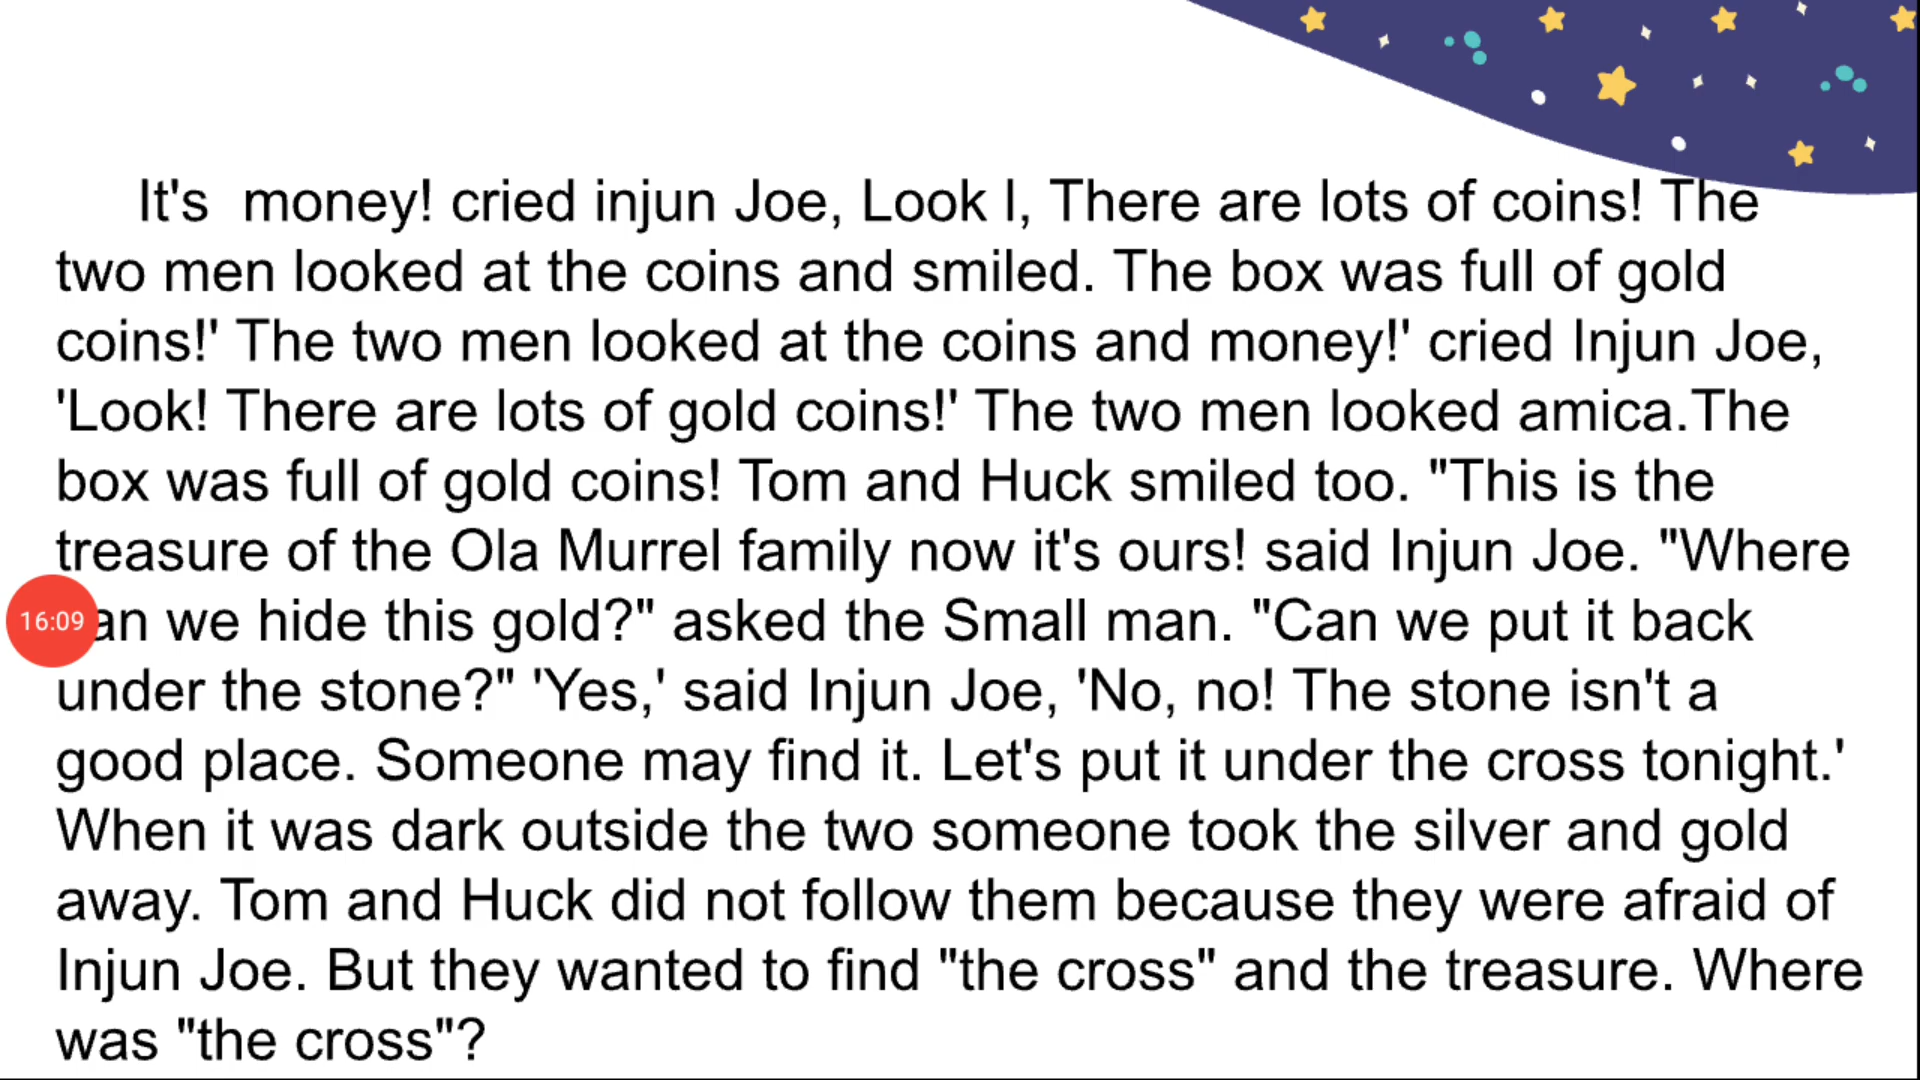 It's money! cried injun Joe, Look I, There are lots of coins! The
two men looked at the coins and smiled. The box was full of gold
coins!' The two men looked at the coins and money!' cried Injun Joe,
'Look! There are lots of gold coins!' The two men looked amica.The
box was full of gold coins! Tom and Huck smiled too. "This is the
treasure of the Ola Murrel family now it's ours! said Injun Joe. "Where
16:09 an we hide this gold?" asked the Small man. "Can we put it back
under the stone?" 'Yes,' said Injun Joe, 'No, no! The stone isn't a
good place. Someone may find it. Let's put it under the cross tonight.'
When it was dark outside the two someone took the silver and gold
away. Tom and Huck did not follow them because they were afraid of
Injun Joe. But they wanted to find "the cross" and the treasure. Where
was "the cross"?